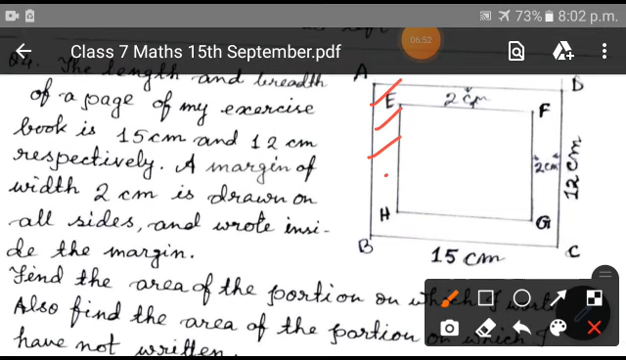 06:52
73% 8:02 p.m.
Class 7 Maths 15th September.pdf
Q4. The length and breadth
of a page of my exercise
book is 15cm and 12 cm
respectively. A margin of
width 2 cm is drawn on
all sides, and wrote insi-
de the margin.
Find the area of the portion on which I
Also find the area of the portion on which I
have not written.
A
D
E
2 cm
F
2cm
12 cm
H
G
B
15 cm
C